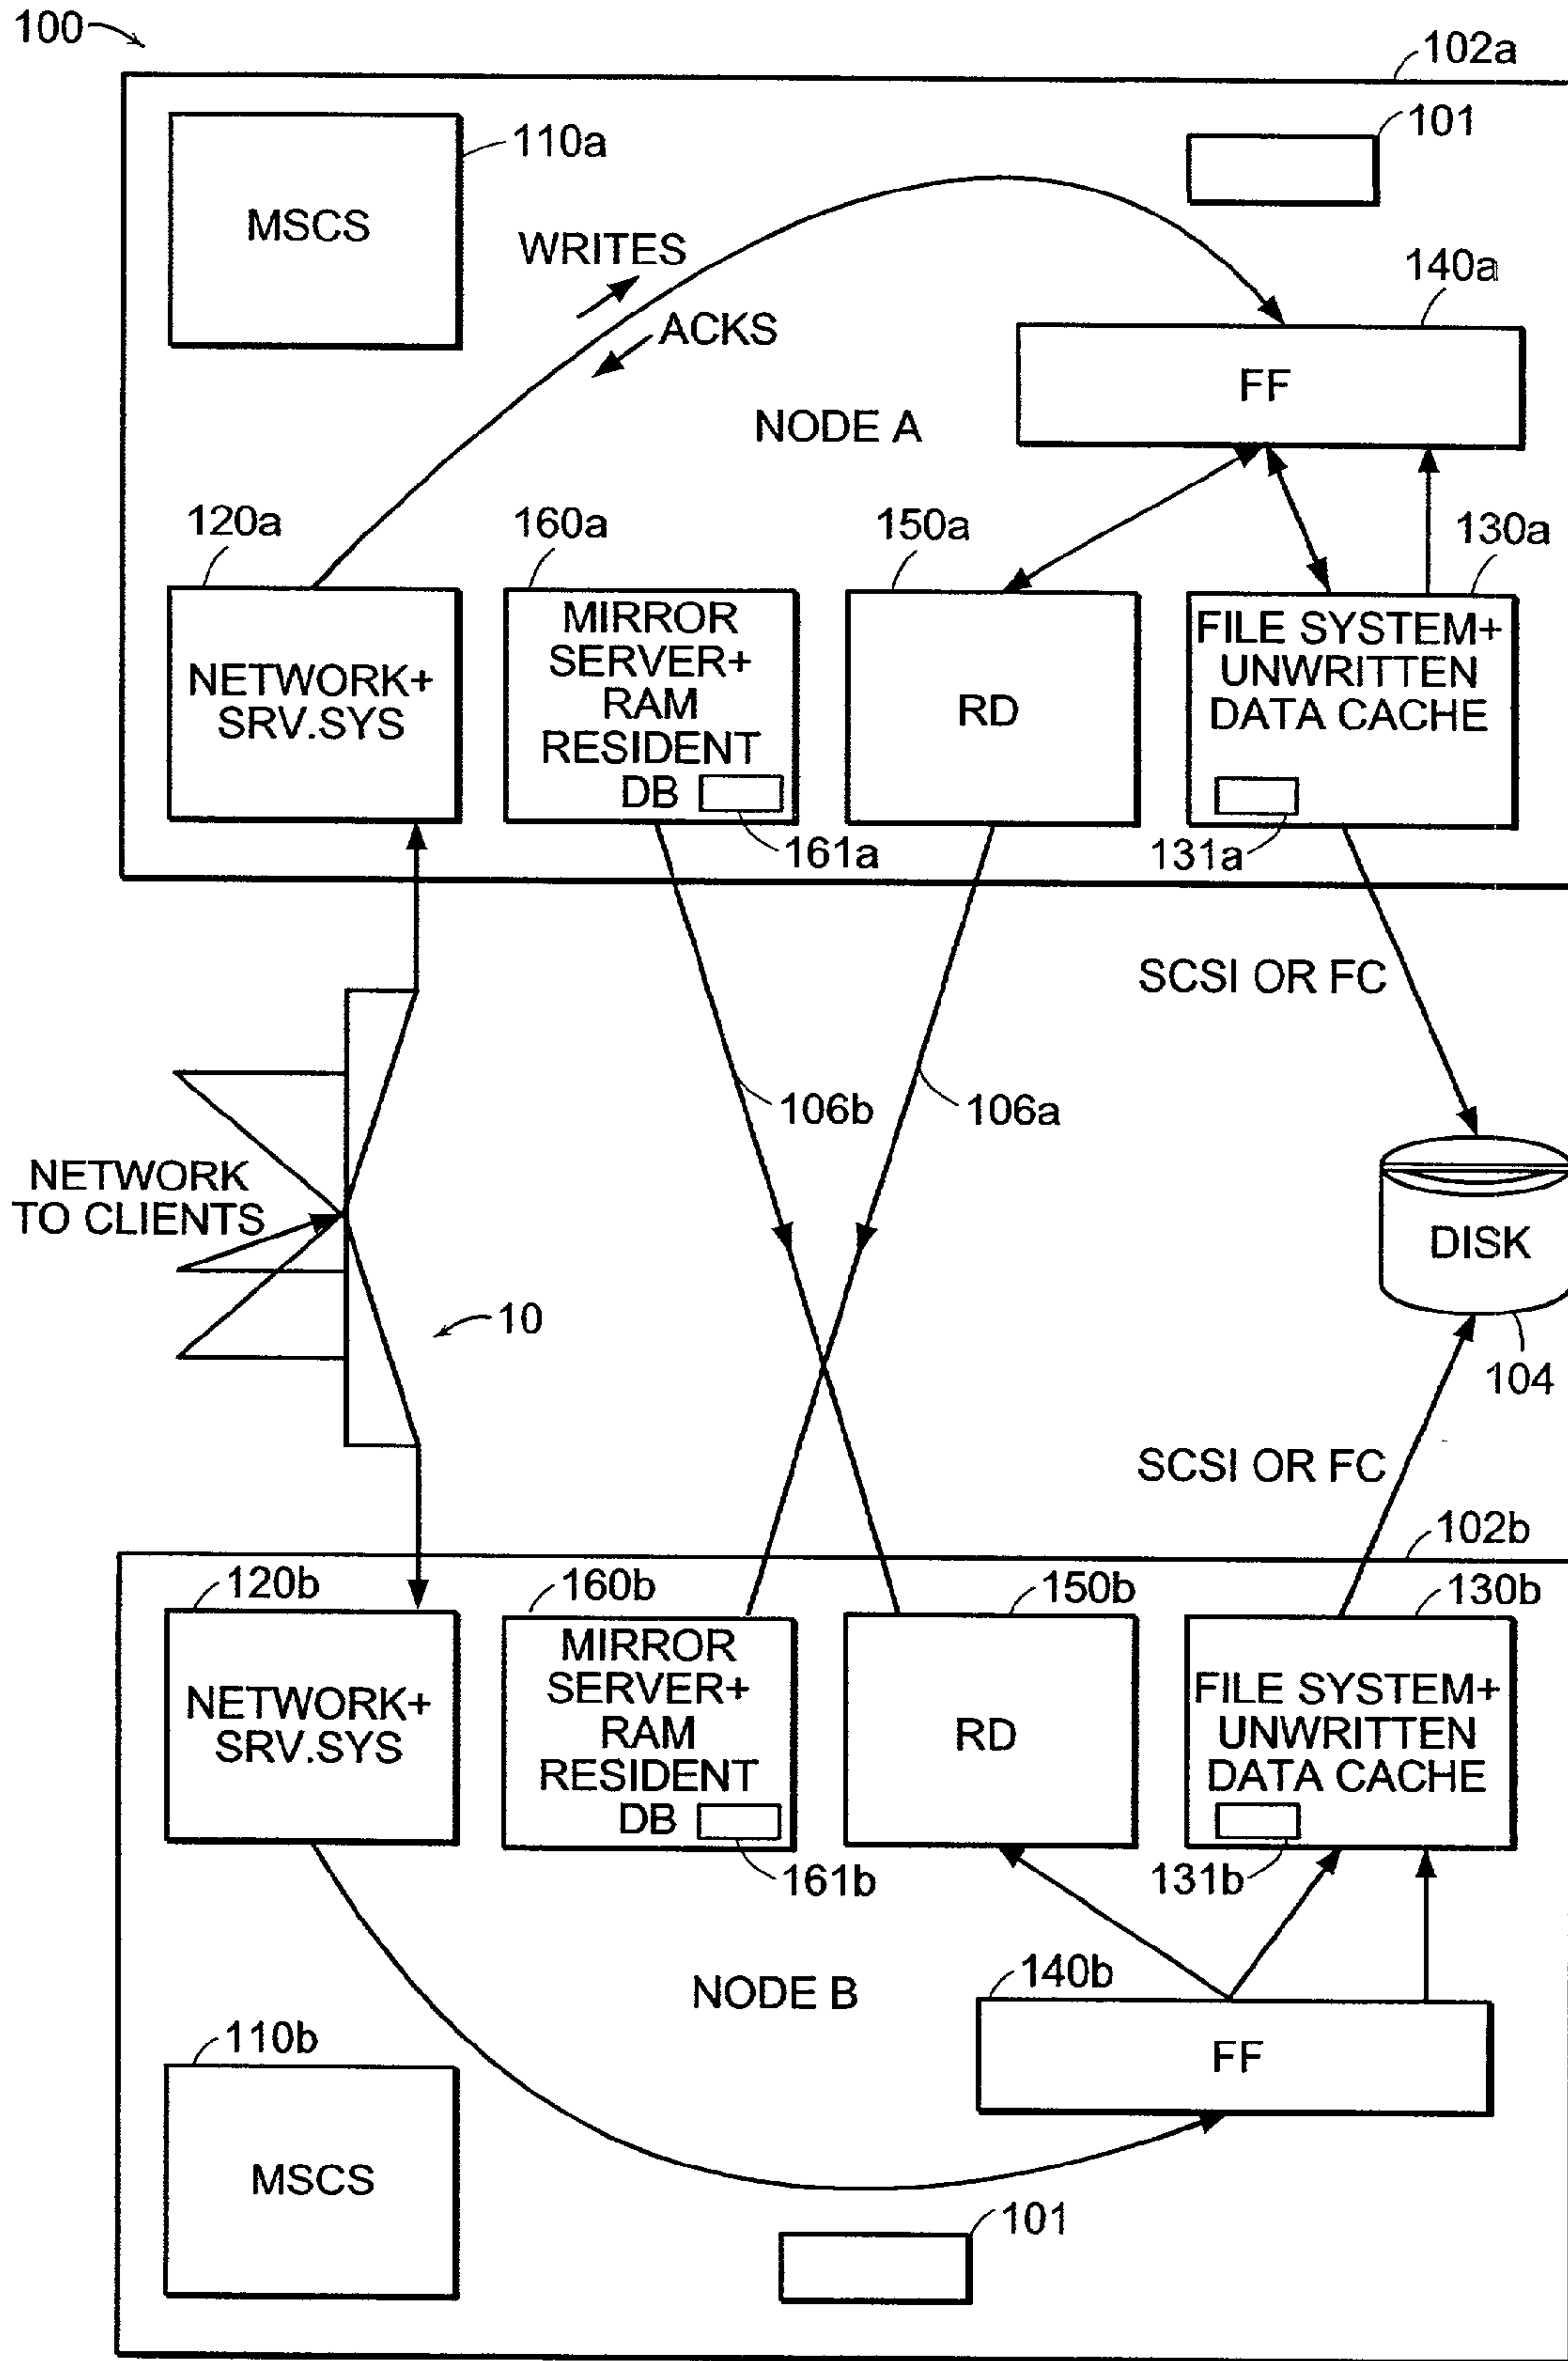 100
102a
110a
101
MSCS
WRITES
140a
ACKS
FF
NODE A
120a
160a
150a
130a
NETWORK+
SRV.SYS
MIRROR
SERVER+
RAM
RESIDENT
DB
RD
FILE SYSTEM+
UNWRITTEN
DATA CACHE
161a
131a
SCSI OR FC
106b
106a
NETWORK
TO CLIENTS
DISK
10
104
SCSI OR FC
102b
120b
160b
150b
130b
NETWORK+
SRV.SYS
MIRROR
SERVER+
RAM
RESIDENT
DB
RD
FILE SYSTEM+
UNWRITTEN
DATA CACHE
161b
131b
NODE B
140b
110b
FF
MSCS
101